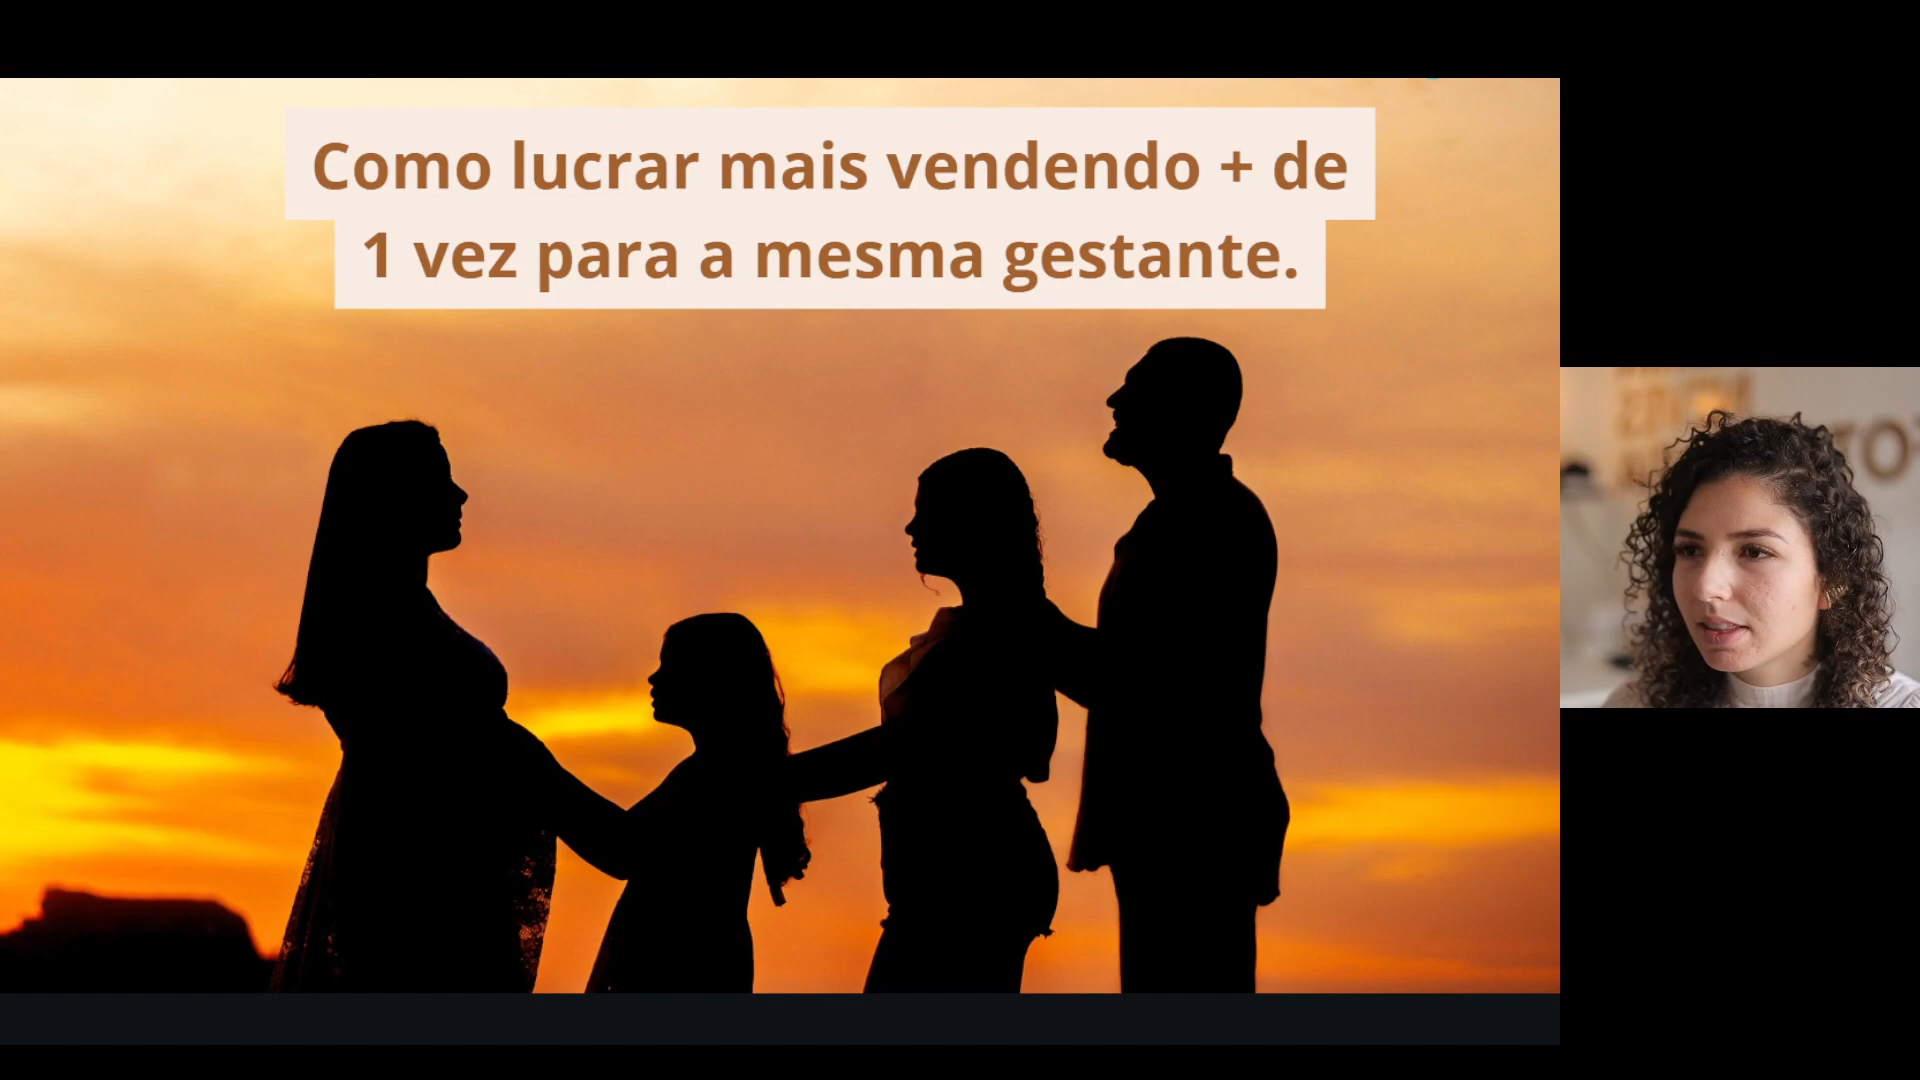 Como lucrar mais vendendo + de
1 vez para a mesma gestante.